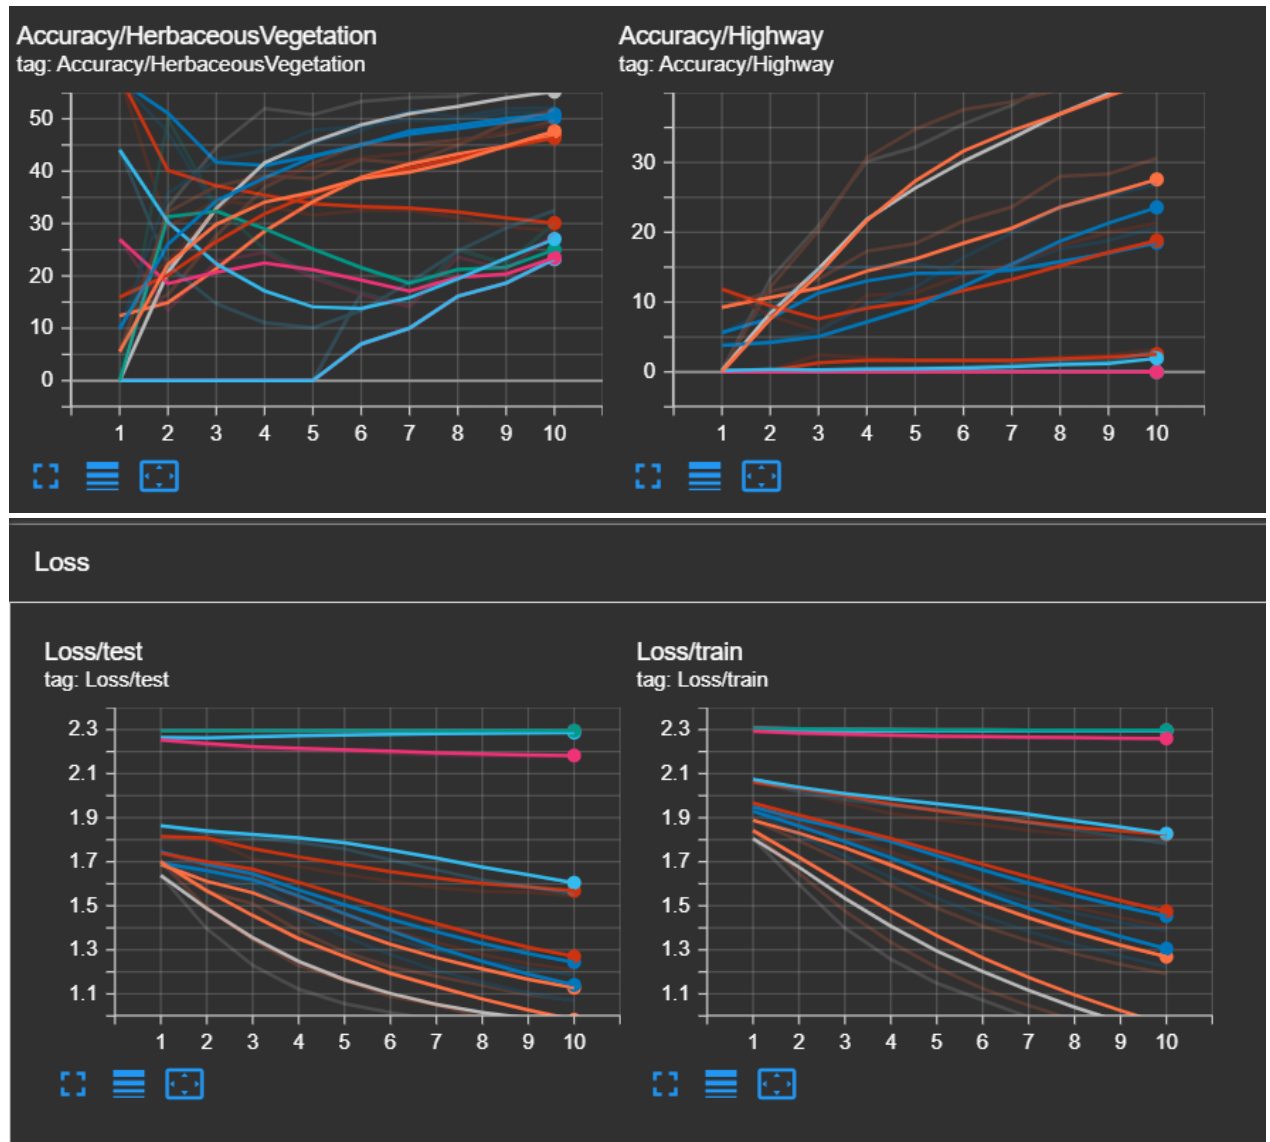 Accuracy/HerbaceousVegetation
tag: Accuracy/HerbaceousVegetation
50
40
30
20
10
0
1 2 3 4 5 6 7 8 9 10
Accuracy/Highway
tag: Accuracy/Highway
30
20
10
0
1 2 3 4 5 6 7 8 9 10
Loss
Loss/test
tag: Loss/test
2.3
2.1
1.9
1.7
1.5
1.3
1.1
1 2 3 4 5 6 7 8 9 10
Loss/train
tag: Loss/train
2.3
2.1
1.9
1.7
1.5
1.3
1.1
1 2 3 4 5 6 7 8 9 10